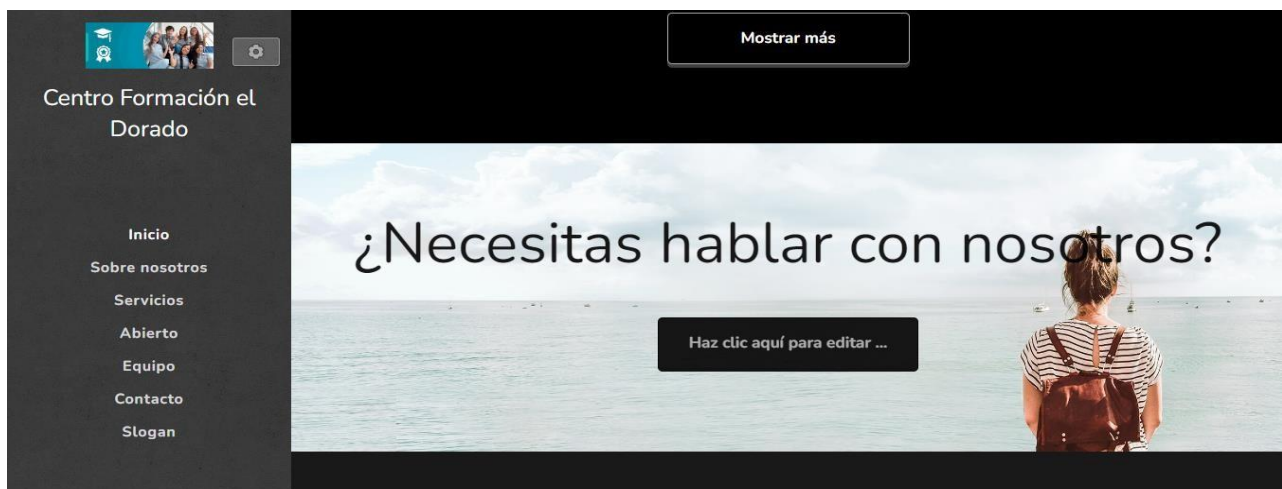 Centro Formación el
Dorado
Inicio
Sobre nosotros
Servicios
Abierto
Equipo
Contacto
Slogan
Mostrar más
¿Necesitas hablar con nosotros?
Haz clic aquí para editar ...